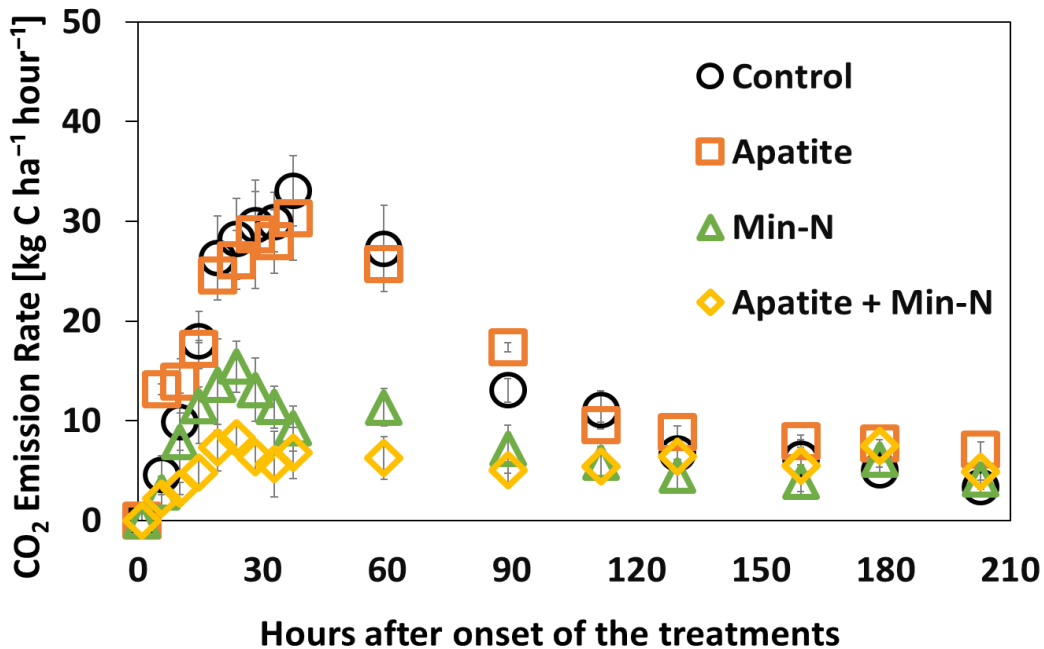 CO₂ Emission Rate [kg C ha⁻¹ hour⁻¹]
50
40
30
20
10
0
Control
Apatite
Min-N
Apatite + Min-N
0 30 60 90 120 150 180 210
Hours after onset of the treatments